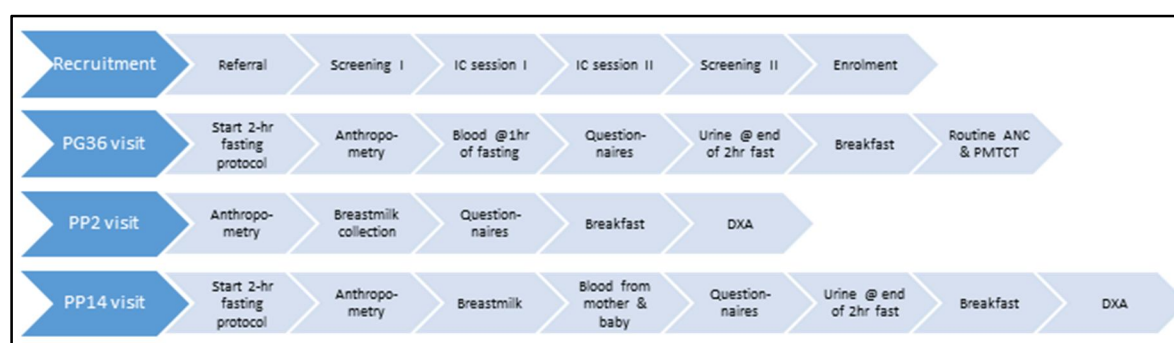 Recruitment
Referral
Screening I
IC session I
IC session II
Screening II
Enrolment
PG36 visit
Start 2-hr
fasting
protocol
Anthropo-
metry
Blood @1hr
of fasting
Question-
naires
Urine @ end
of 2hr fast
Breakfast
Routine ANC
& PMTCT
PP2 visit
Anthropo-
metry
Breastmilk
collection
Question-
naires
Breakfast
DXA
PP14 visit
Start 2-hr
fasting
protocol
Anthropo-
metry
Breastmilk
Blood from
mother &
baby
Question-
naires
Urine @ end
of 2hr fast
Breakfast
DXA